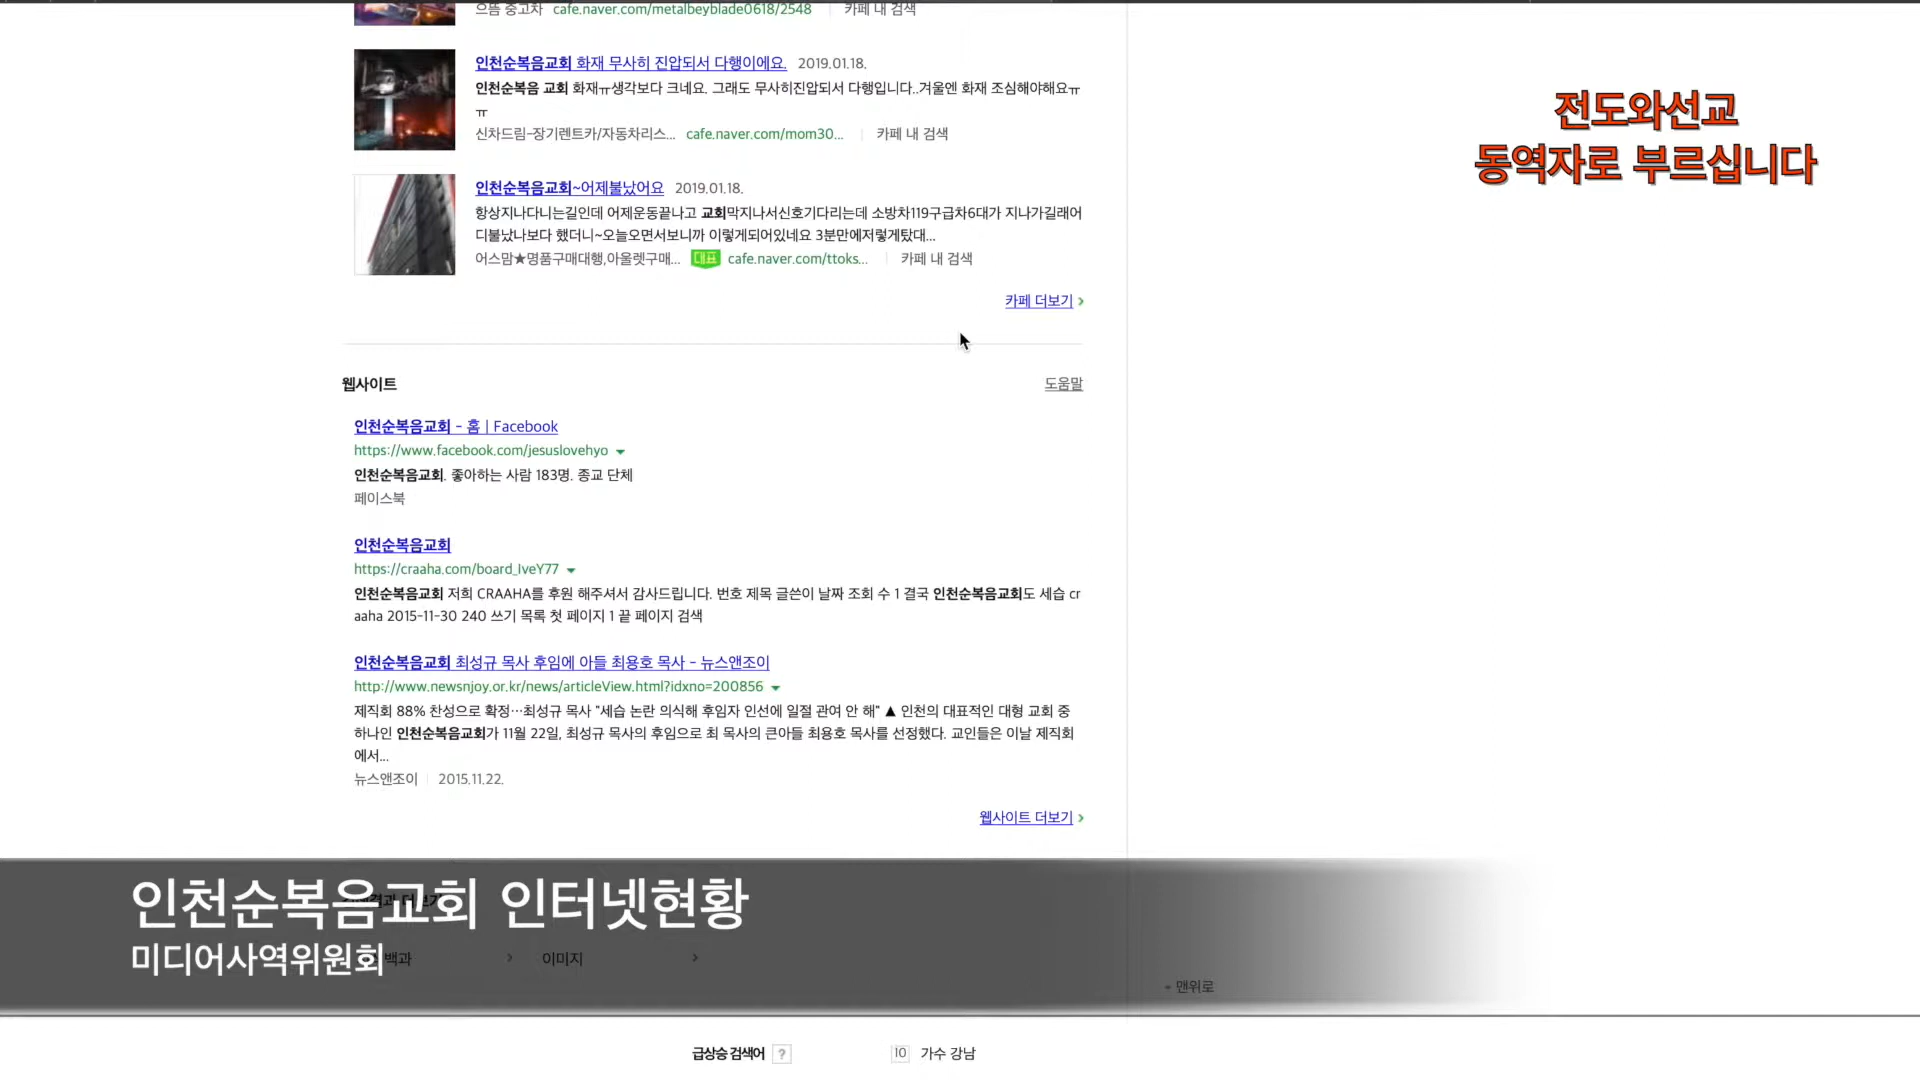 으뜸 중고차 cafe.naver.com/metalbeyblade0618/2548 카페 내 검색
인천순복음교회 화재 무사히 진압되서 다행이에요. 2019.01.18.
인천순복음 교회 화재ㅠ생각보다 크네요. 그래도 무사히진압되서 다행입니다..겨울엔 화재 조심해야해요ㅠ
ㅠ
신차드림-장기렌트카/자동차리스... cafe.naver.com/mom30... 카페 내 검색
인천순복음교회~어제불났어요 2019.01.18.
항상지나다니는길인데 어제운동끝나고 교회막지나서신호기다리는데 소방차119구급차6대가 지나가길래어
디불났나보다 했더니~오늘오면서보니까 이렇게되어있네요 3분만에저렇게탔대...
어스맘★명품구매대행,아울렛구매... 대표 cafe.naver.com/ttoks... 카페 내 검색
카페 더보기
전도와선교
동역자로 부르십니다
웹사이트 도움말
인천순복음교회 - 홈 | Facebook
https://www.facebook.com/jesuslovehyo
인천순복음교회. 좋아하는 사람 183명. 종교 단체
페이스북
인천순복음교회
https://craaha.com/board_IveY77
인천순복음교회 저희 CRAAHA를 후원 해주셔서 감사드립니다. 번호 제목 글쓴이 날짜 조회 수 1 결국 인천순복음교회도 세습 cr
aaha 2015-11-30 240 쓰기 목록 첫 페이지 1 끝 페이지 검색
인천순복음교회 최성규 목사 후임에 아들 최용호 목사 - 뉴스앤조이
http://www.newsnjoy.or.kr/news/articleView.html?idxno=200856
제직회 88% 찬성으로 확정…최성규 목사 "세습 논란 의식해 후임자 인선에 일절 관여 안 해" ▲ 인천의 대표적인 대형 교회 중
하나인 인천순복음교회가 11월 22일, 최성규 목사의 후임으로 최 목사의 큰아들 최용호 목사를 선정했다. 교인들은 이날 제직회
에서...
뉴스앤조이 2015.11.22.
웹사이트 더보기
인천순복음교회 인터넷현황
미디어사역위원회
백과 이미지
맨위로
급상승 검색어 ? 10 가수 강남